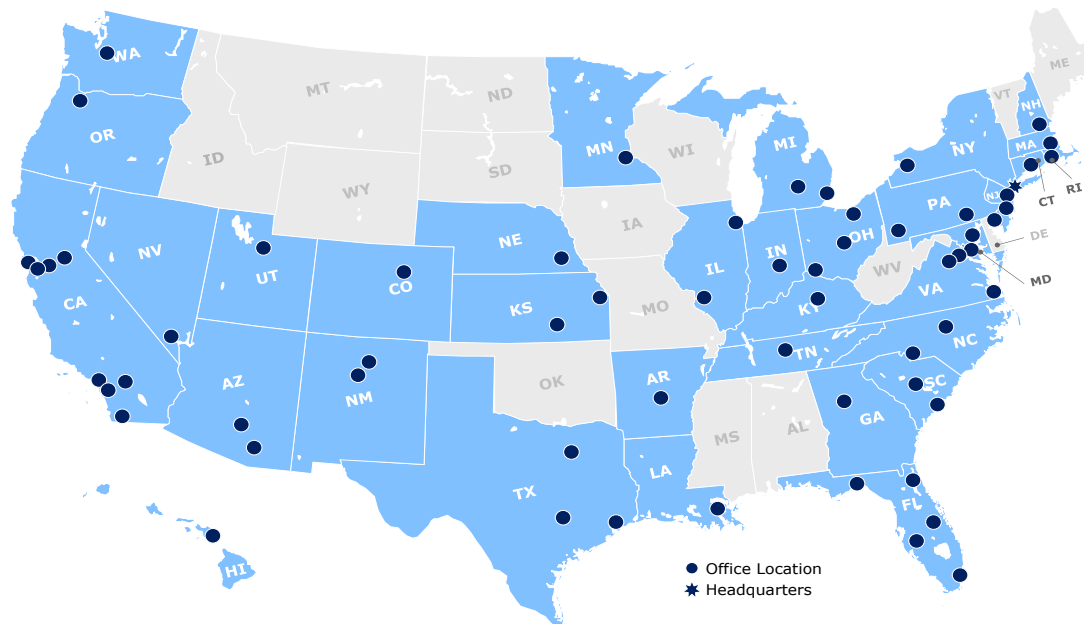 WA
MT
ND
ME
VT
NH
OR
ID
MN
WI
MI
NY
MA
SD
WY
RI
CT
PA
NJ
NE
IA
OH
DE
NV
UT
IL
IN
WV
MD
CO
VA
CA
KS
MO
KY
NC
TN
AZ
OK
AR
SC
NM
GA
MS
AL
TX
LA
FL
HI
Office Location
Headquarters